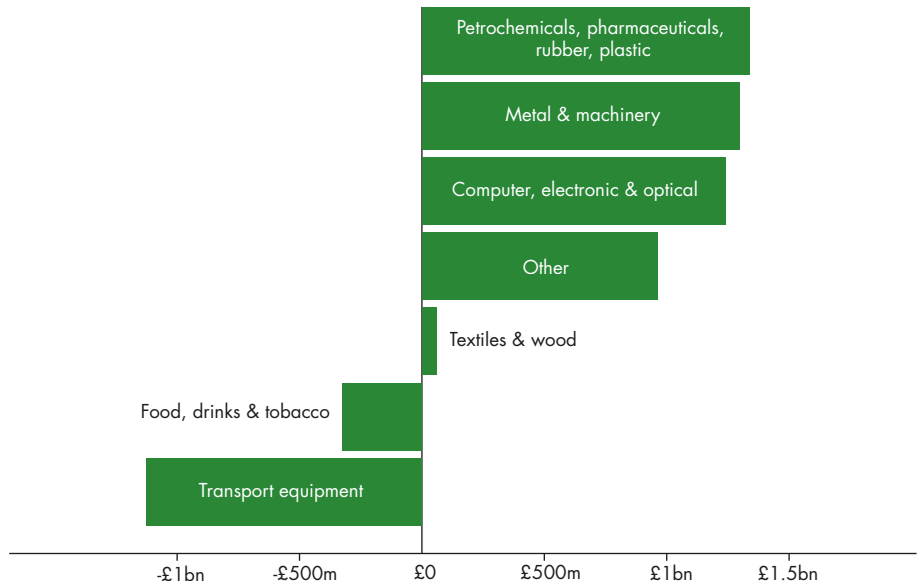 Petrochemicals, pharmaceuticals,
rubber, plastic
Metal & machinery
Computer, electronic & optical
Other
Textiles & wood
Food, drinks & tobacco
Transport equipment
-£1bn
-£500m
£0
£500m
£1bn
£1.5bn